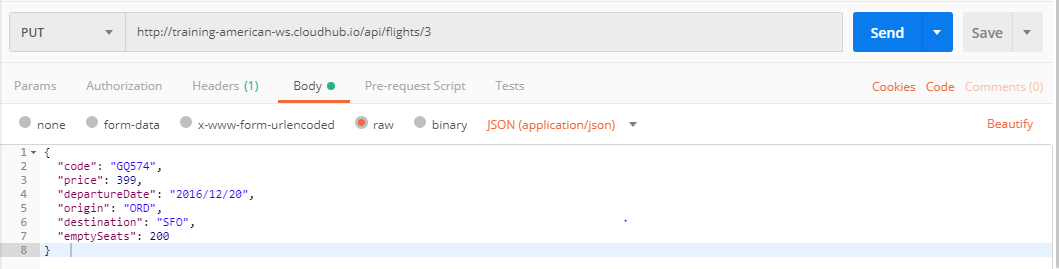 PUT http://training-american-ws.cloudhub.io/api/flights/3 Send Save
Params Authorization Headers (1) Body Pre-request Script Tests Cookies Code Comments (0)
none form-data x-www-form-urlencoded raw binary JSON (application/json) Beautify
1 {
2 "code": "GQ574",
3 "price": 399,
4 "departureDate": "2016/12/20",
5 "origin": "ORD",
6 "destination": "SFO",
7 "emptySeats": 200
8 }